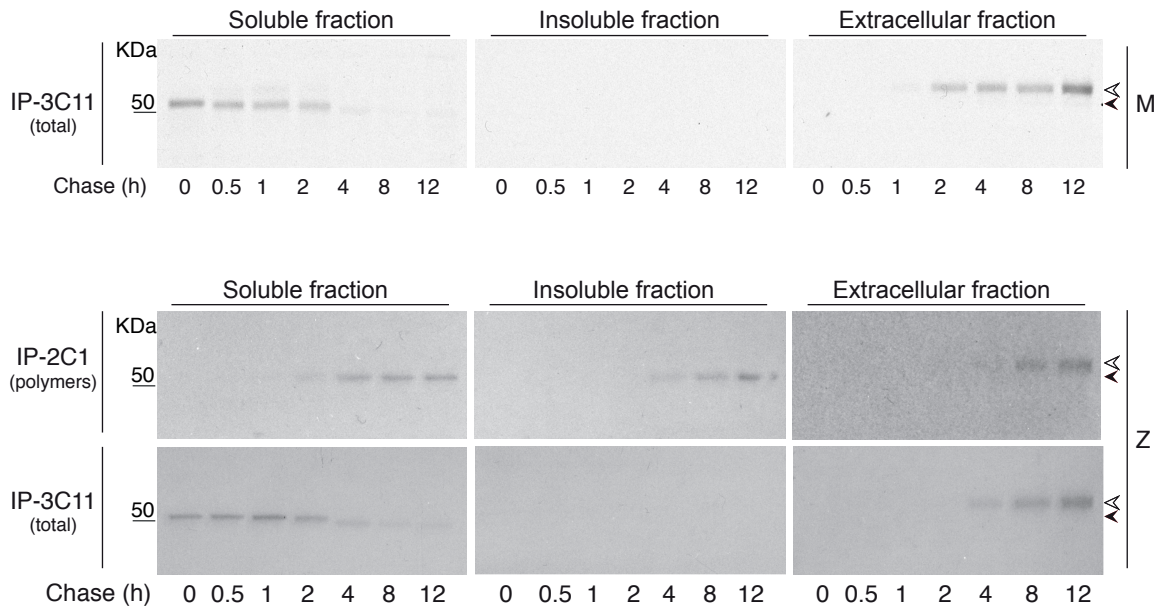 Soluble fraction Insoluble fraction Extracellular fraction
KDa
IP-3C11
(total)
50
M
Chase (h) 0 0.5 1 2 4 8 12 0 0.5 1 2 4 8 12 0 0.5 1 2 4 8 12
Soluble fraction Insoluble fraction Extracellular fraction
KDa
IP-2C1
(polymers)
50
Z
IP-3C11
(total)
50
Chase (h) 0 0.5 1 2 4 8 12 0 0.5 1 2 4 8 12 0 0.5 1 2 4 8 12